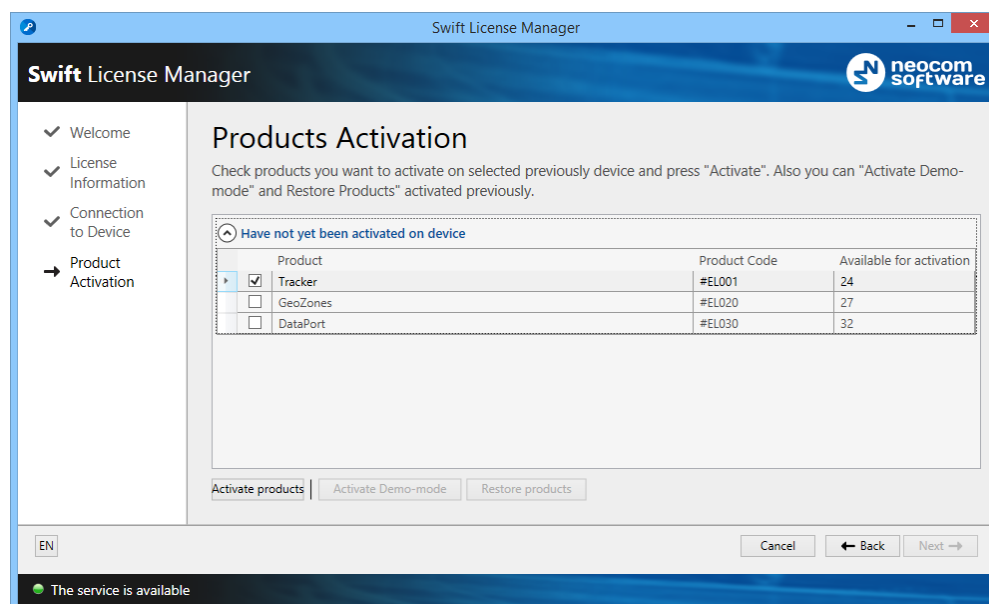 Swift License Manager
Swift License Manager
neocom
software
Welcome
License
Information
Connection
to Device
Product
Activation
Products Activation
Check products you want to activate on selected previously device and press "Activate". Also you can "Activate Demo-
mode" and Restore Products" activated previously.
Have not yet been activated on device
Product Product Code Available for activation
Tracker #EL001 24
GeoZones #EL020 27
DataPort #EL030 32
Activate products Activate Demo-mode Restore products
EN Cancel Back Next
The service is available